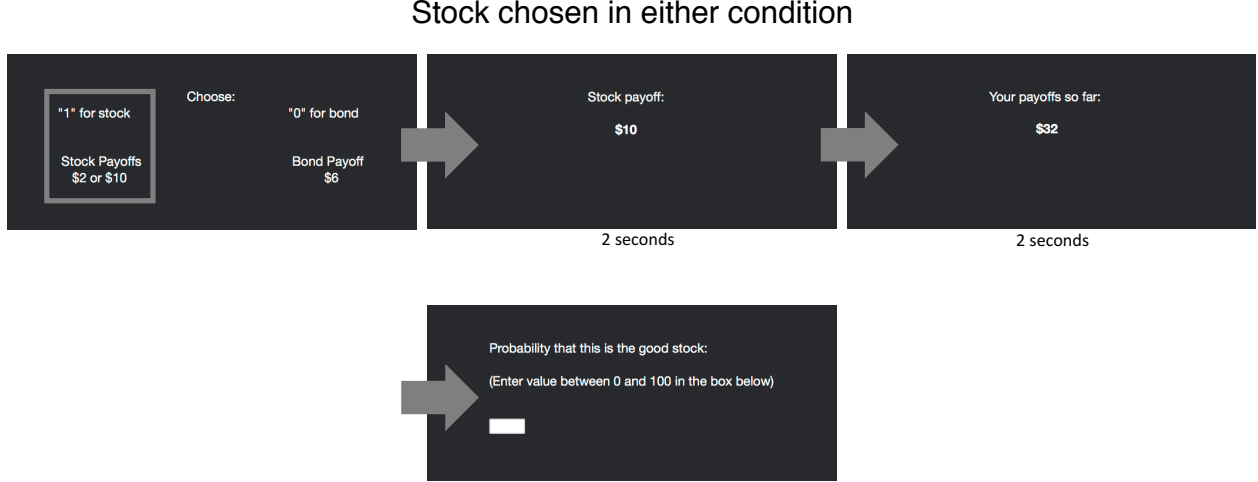 Stock chosen in either condition
Choose:
"1" for stock
"0" for bond
Stock Payoffs
$2 or $10
Bond Payoff
$6
Stock payoff:
$10
Your payoffs so far:
$32
2 seconds
2 seconds
Probability that this is the good stock:
(Enter value between 0 and 100 in the box below)